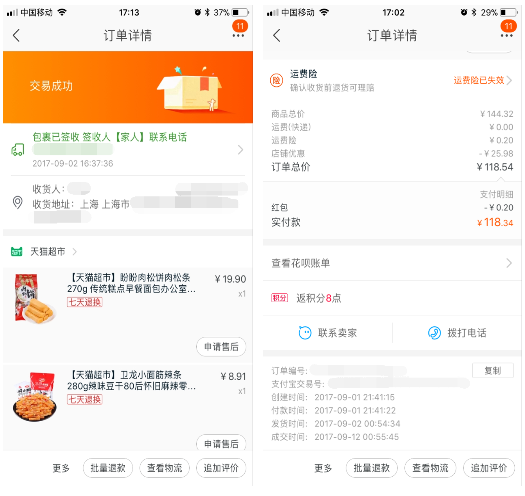 中国移动
17:13
37%
订单详情
11
交易成功
包裹已签收 签收人【家人】联系电话
2017-09-02 16:37:36
收货人：
收货地址：上海 上海市
天猫超市
【天猫超市】盼盼肉松饼肉松条
270g 传统糕点早餐面包办公室...
七天退换
¥ 19.90
x1
申请售后
【天猫超市】卫龙小面筋辣条
280g辣味豆干80后怀旧麻辣零...
七天退换
¥ 8.91
x1
申请售后
更多
批量退款
查看物流
追加评价
中国移动
17:02
29%
订单详情
11
险
运费险
确认收货前退货可理赔
运费险已失效
商品总价
¥ 144.32
运费(快递)
¥ 0.00
运费险
¥ 0.20
店铺优惠
- ¥ 25.98
订单总价
¥ 118.54
支付明细
红包
- ¥ 0.20
实付款
¥ 118.34
查看花呗账单
积分 返积分8点
联系卖家
拨打电话
订单编号：
复制
支付宝交易号：
创建时间： 2017-09-01 21:41:15
付款时间： 2017-09-01 21:41:22
发货时间： 2017-09-02 00:54:34
成交时间： 2017-09-12 00:55:45
更多
批量退款
查看物流
追加评价